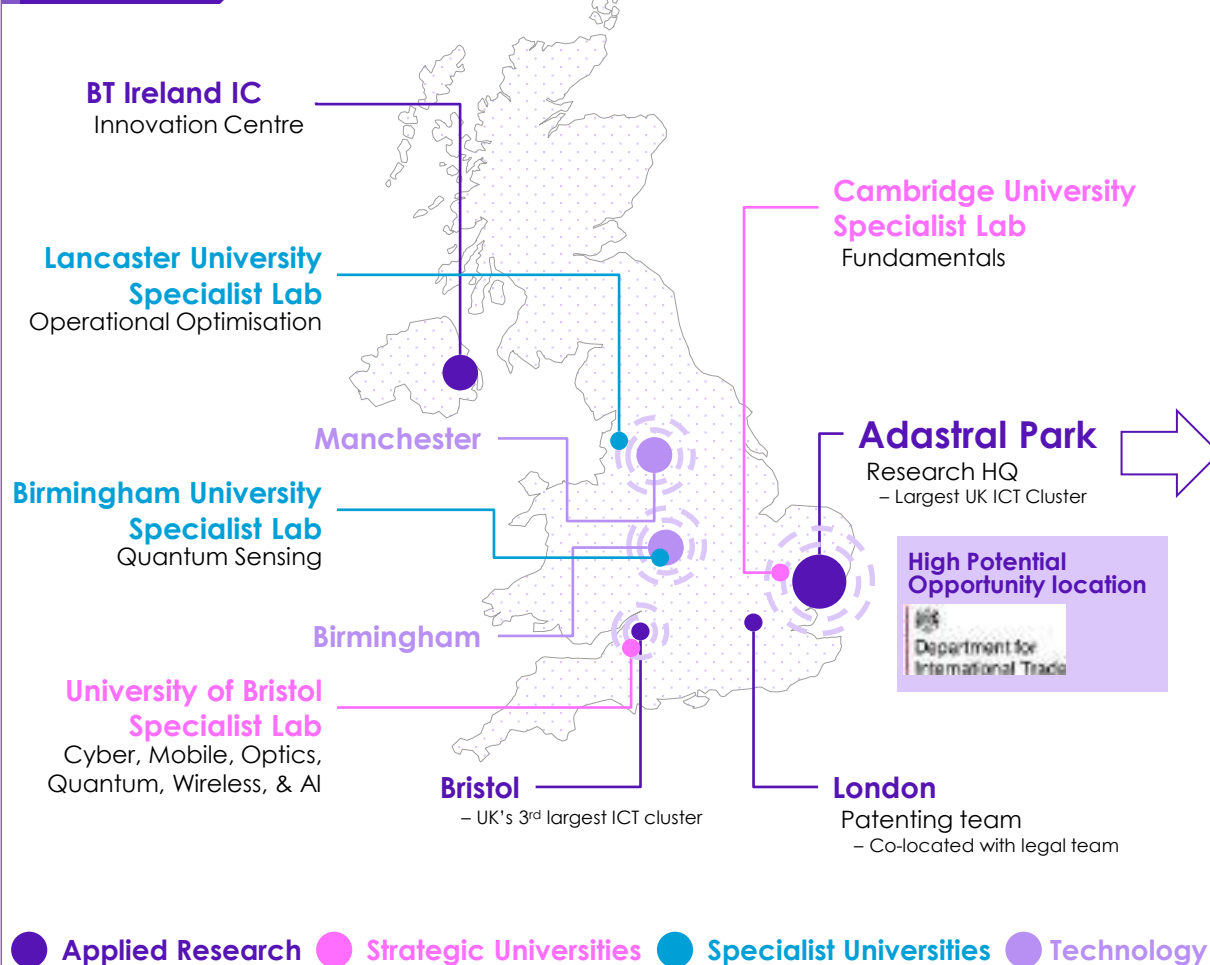 BT Ireland IC
Innovation Centre
Lancaster University
Specialist Lab
Operational Optimisation
Manchester
Birmingham University
Specialist Lab
Quantum Sensing
Birmingham
University of Bristol
Specialist Lab
Cyber, Mobile, Optics,
Quantum, Wireless, & AI
Bristol
– UK's 3rd largest ICT cluster
Cambridge University
Specialist Lab
Fundamentals
Adastral Park
Research HQ
– Largest UK ICT Cluster
High Potential
Opportunity location
Department for
International Trade
London
Patenting team
– Co-located with legal team
Applied Research
Strategic Universities
Specialist Universities
Technology